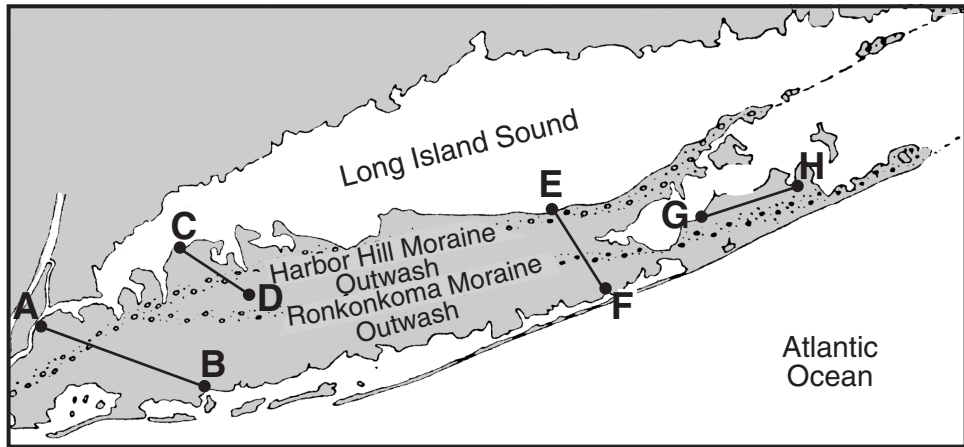 Long Island Sound
E
H
C
G
Harbor Hill Moraine
Outwash
D
Ronkonkoma Moraine
F
A
Outwash
B
Atlantic
Ocean